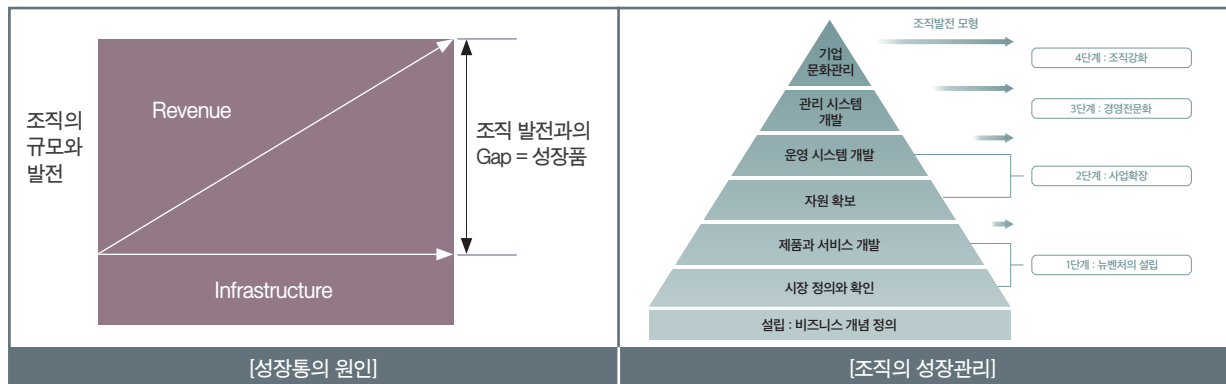 조직의
규모와
발전
Revenue
Infrastructure
조직 발전과의
Gap = 성장품
[성장통의 원인]
조직발전 모형
기업
문화관리
관리 시스템
개발
운영 시스템 개발
자원 확보
제품과 서비스 개발
시장 정의와 확인
설립 : 비즈니스 개념 정의
4단계 : 조직강화
3단계 : 경영전문화
2단계 : 사업확장
1단계 : 뉴벤처의 설립
[조직의 성장관리]